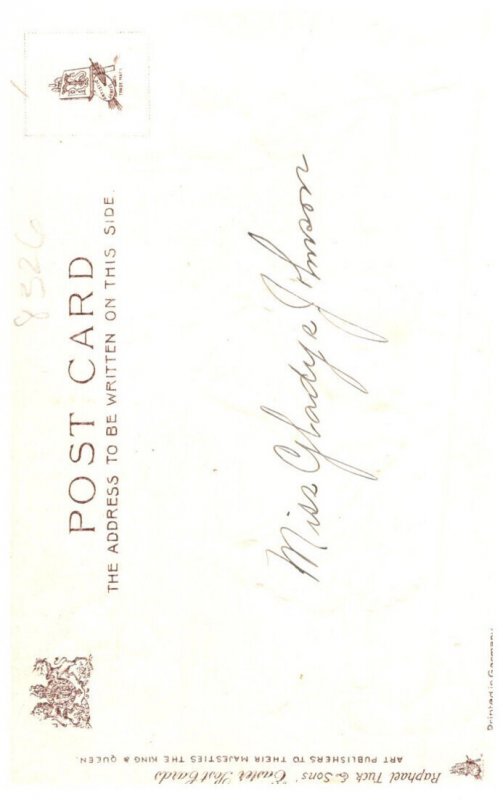 POST CARD
THE ADDRESS TO BE WRITTEN ON THIS SIDE.
8326
Miss Gladys Johnson
Raphael Tuck & Sons' "Easter" Post Cards
ART PUBLISHERS TO THEIR MAJESTIES THE KING & QUEEN.
Printed in Germany